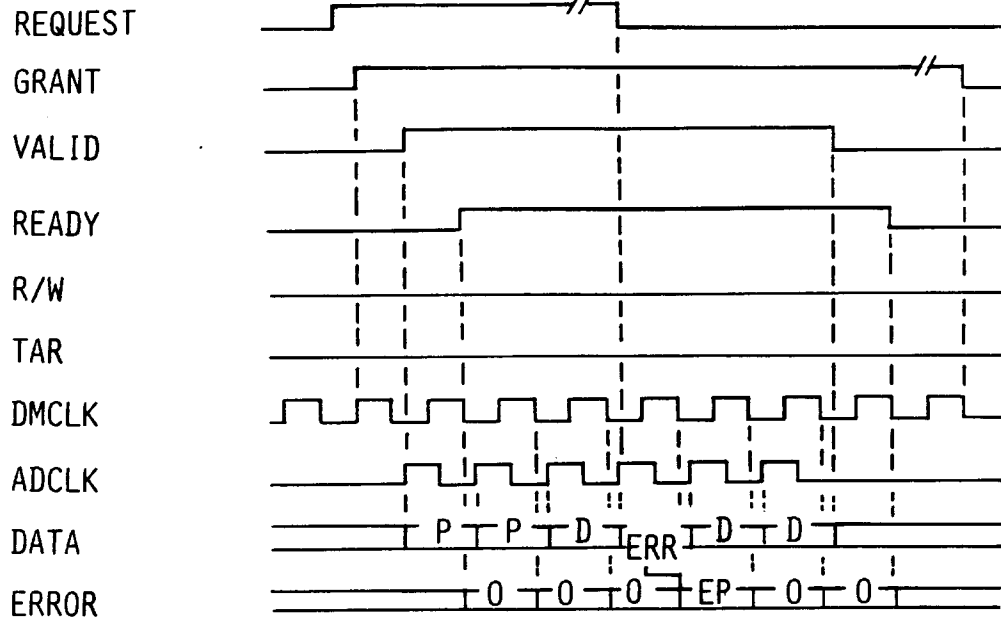 REQUEST
GRANT
VALID
READY
R/W
TAR
DMCLK
ADCLK
DATA P P D ERR D D
ERROR 0 0 0 EP 0 0